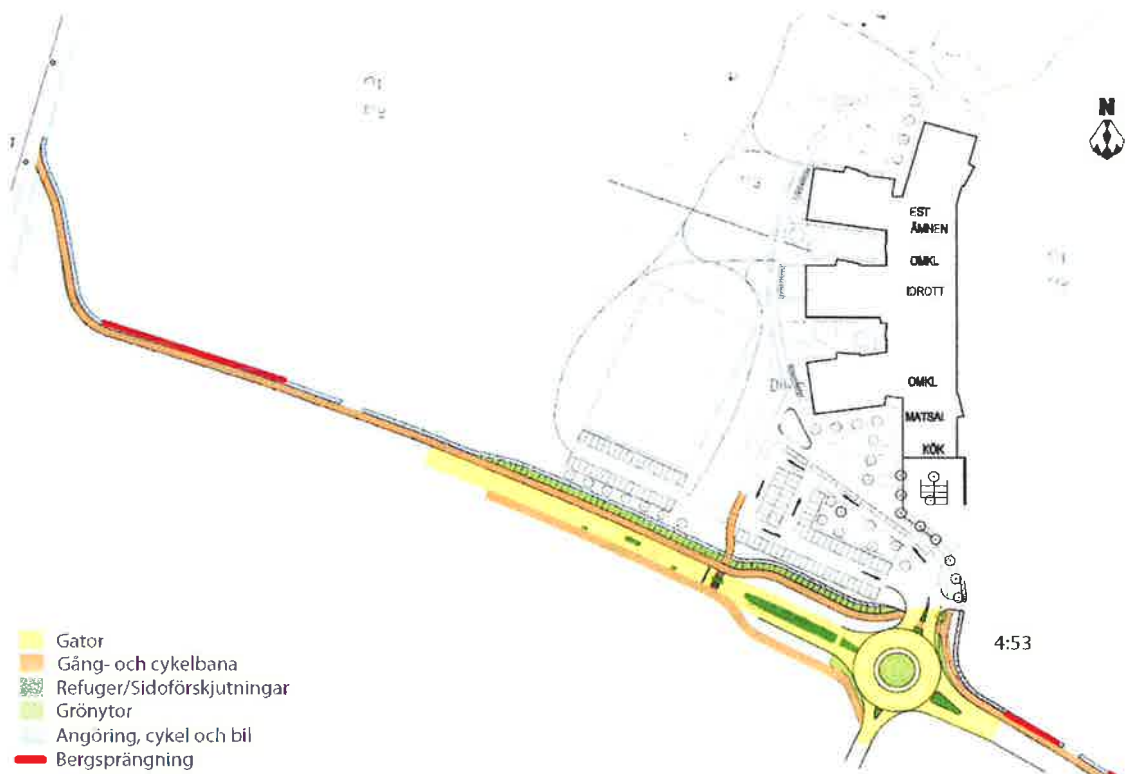 N
EST
ÄMNEN
OMKL
IDROTT
OMKL
MATSAL
KÖK
4:53
Gator
Gång- och cykelbana
Refuger/Sidoförskjutningar
Grönytor
Angöring, cykel och bil
Bergsprängning